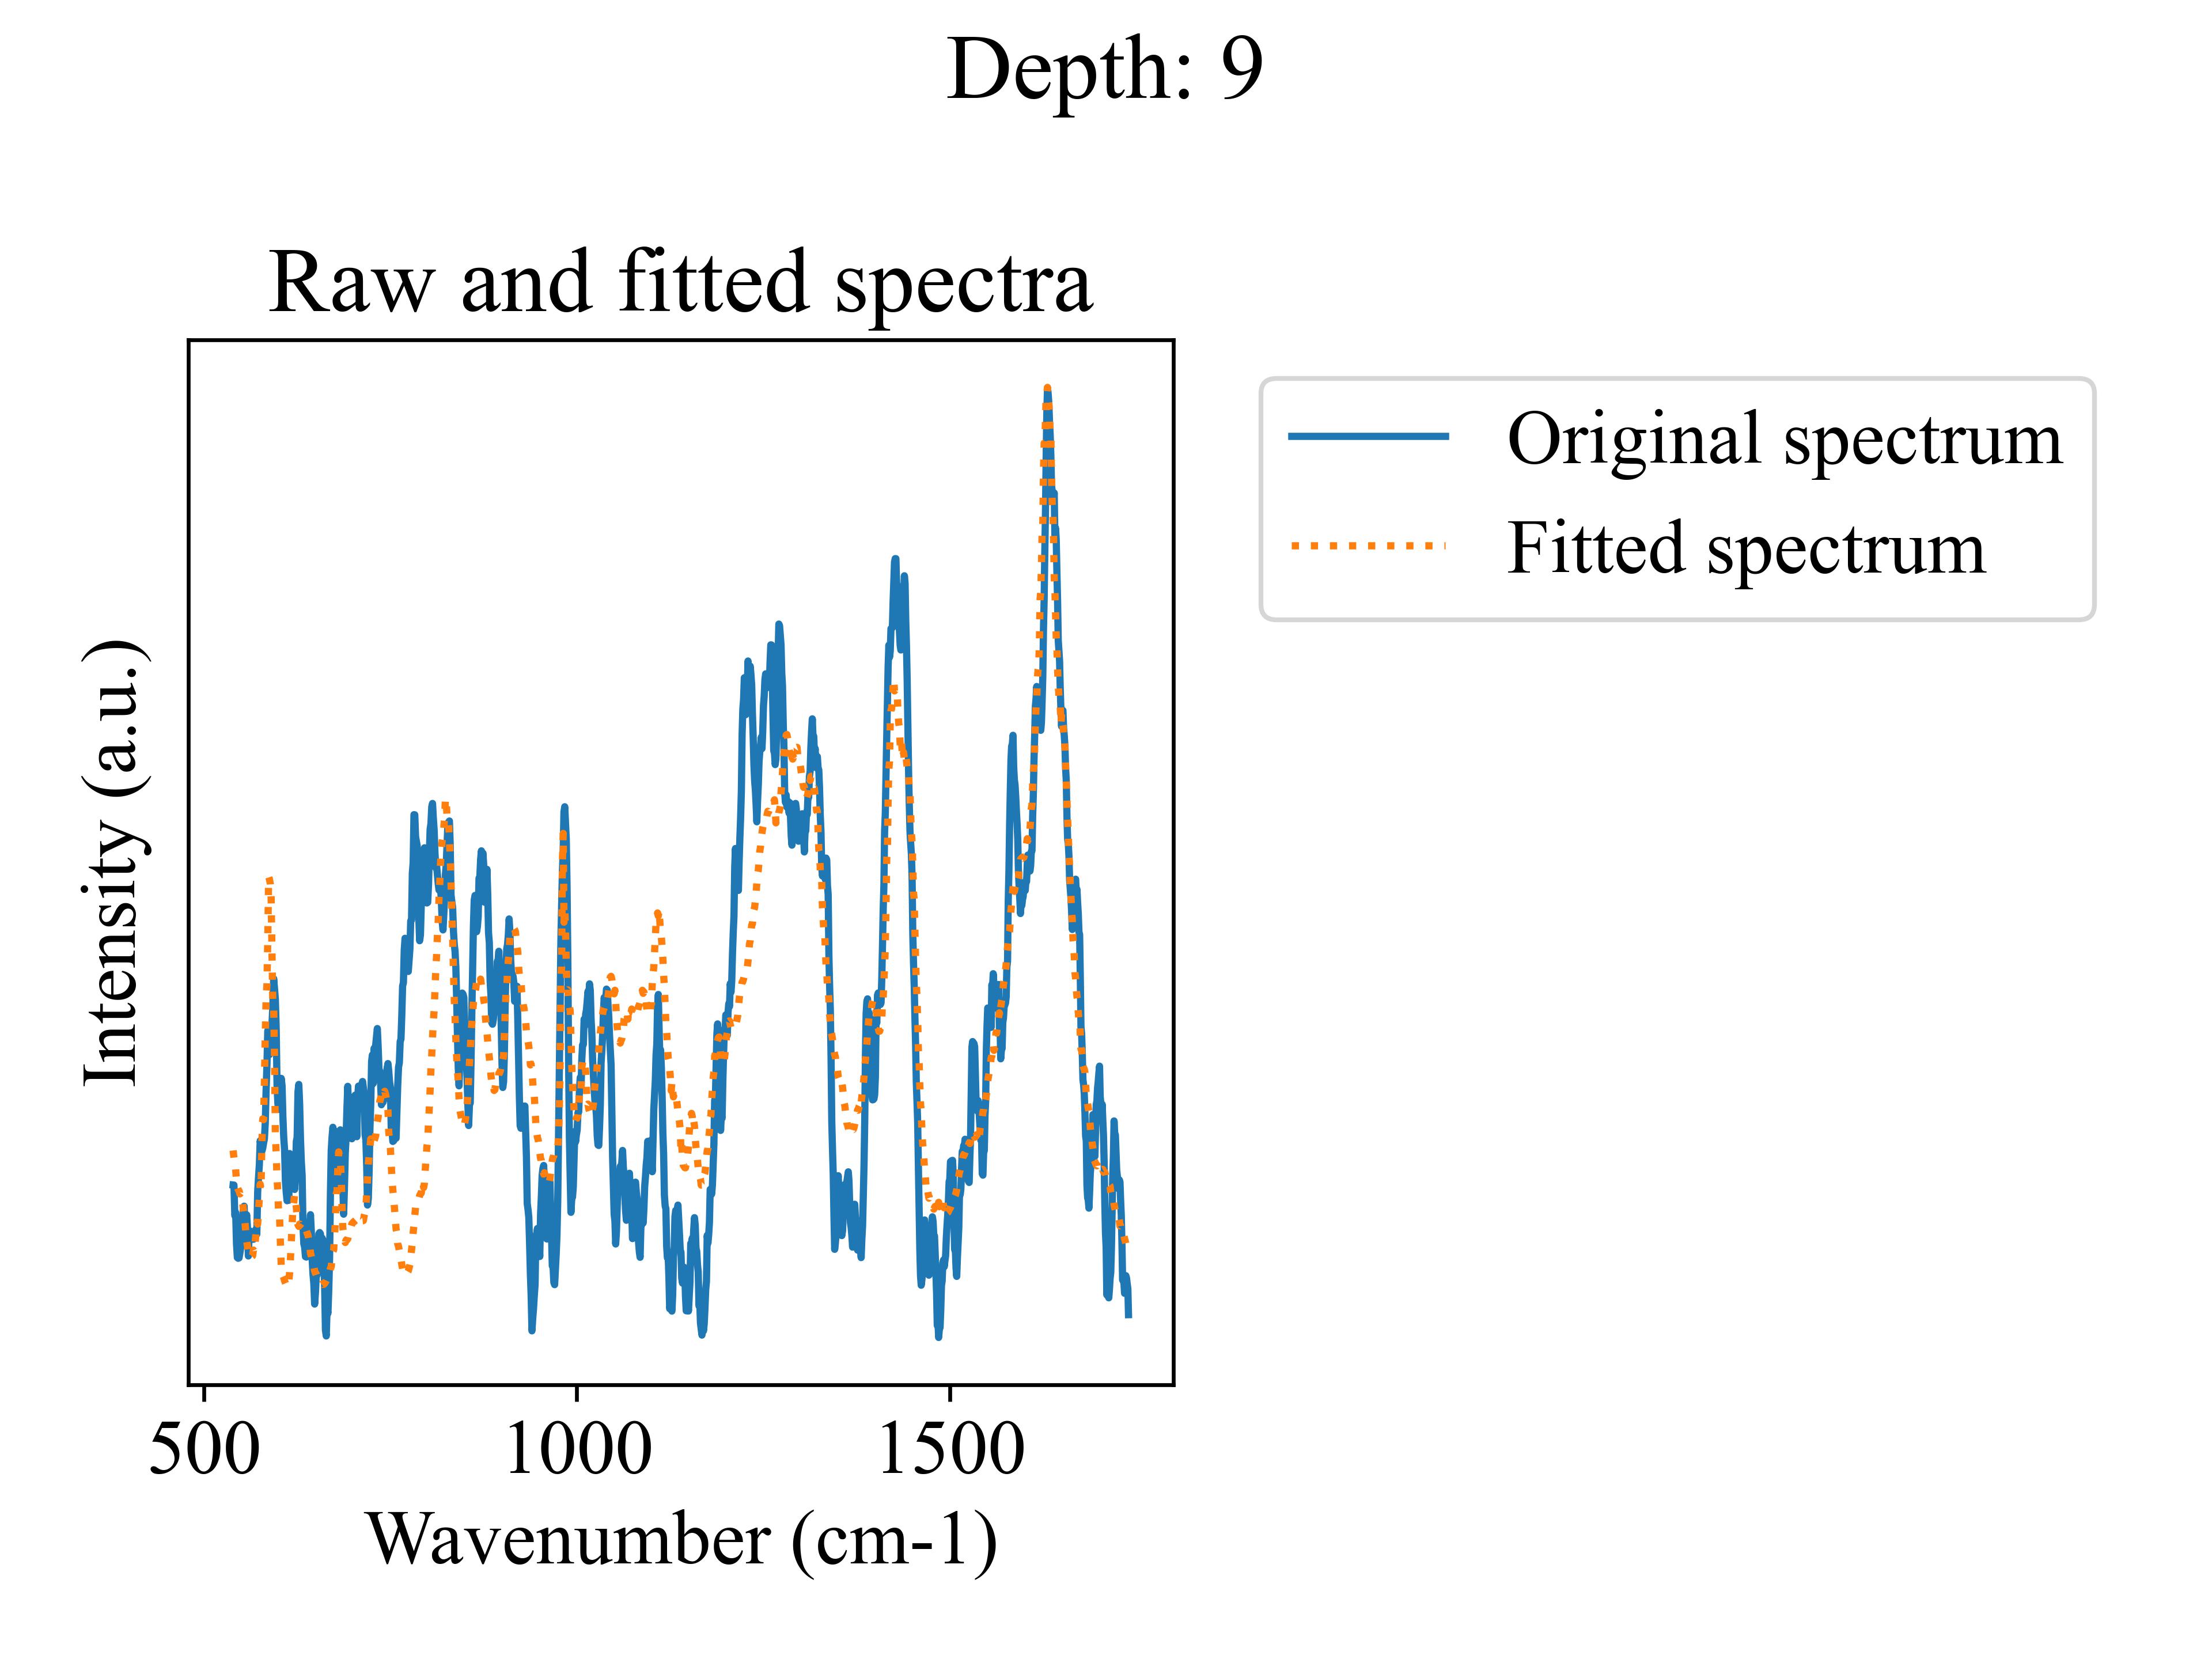 Depth: 9
Raw and fitted spectra
Original spectrum
Fitted spectrum
Intensity (a.u.)
500 1000 1500
Wavenumber (cm-1)